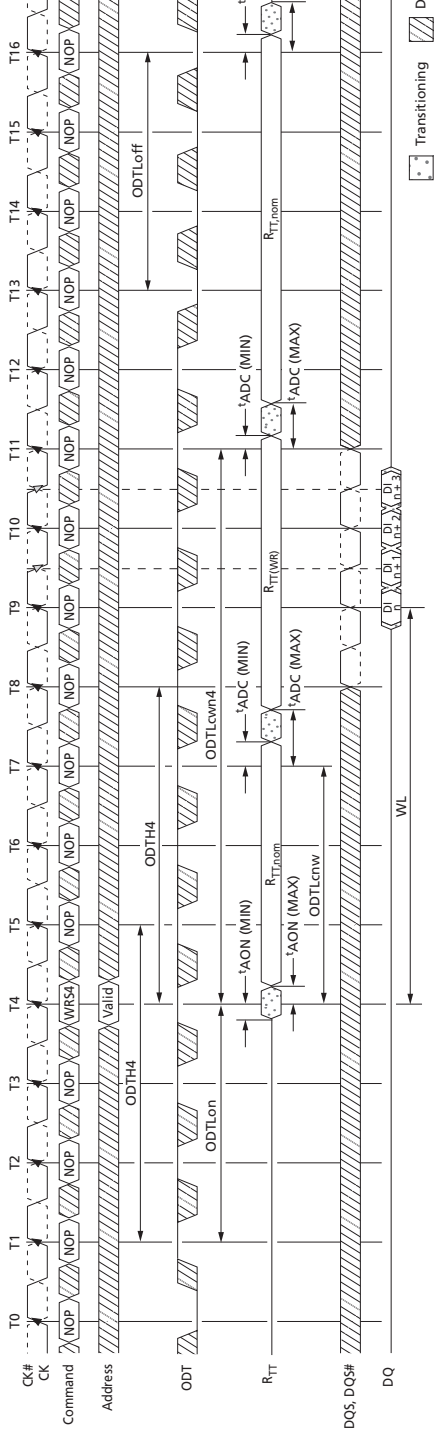 T0 T1 T2 T3 T4 T5 T6 T7 T8 T9 T10 T11 T12 T13 T14 T15 T16
CK#
CK
Command NOP NOP NOP NOP WRS4 NOP NOP NOP NOP NOP NOP NOP NOP NOP NOP NOP NOP
Address Valid
ODTH4 ODTH4 ODTLoff
ODT
ODTLon ODTLcwn4
tAON (MIN) tADC (MIN) tADC (MIN)
RTT RTT,nom RTT(WR) RTT,nom
tAON (MAX) tADC (MAX) tADC (MAX)
ODTLcnw
DQS, DQS#
WL
DQ DI n DI n + 1 DI n + 2 DI n + 3
Transitioning